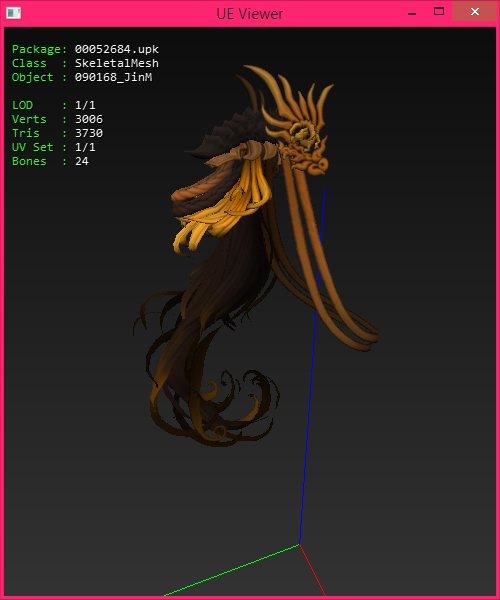 UE Viewer
Package: 00052684.upk
Class  : SkeletalMesh
Object : 090168_JinM
LOD    : 1/1
Verts  : 3006
Tris   : 3730
UV Set : 1/1
Bones  : 24